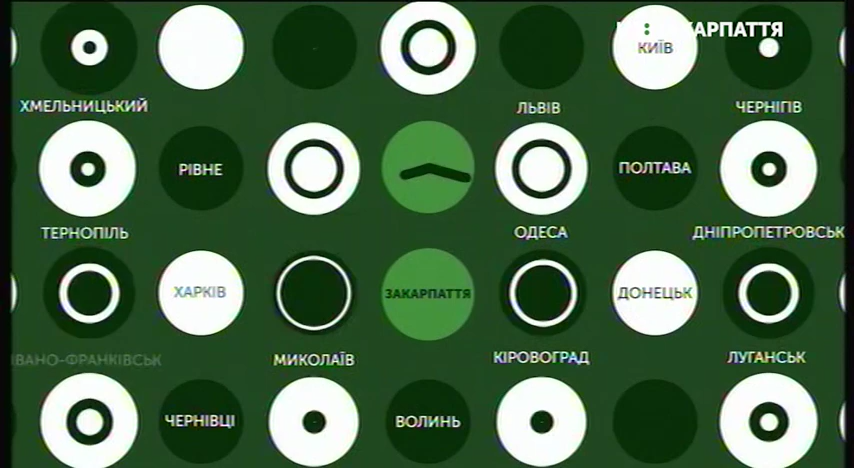 КАРПАТТЯ
КИЇВ
ХМЕЛЬНИЦЬКИЙ
ЛЬВІВ
ЧЕРНІГІВ
РІВНЕ
ПОЛТАВА
ТЕРНОПІЛЬ
ОДЕСА
ДНІПРОПЕТРОВСЬК
ХАРКІВ
ЗАКАРПАТТЯ
ДОНЕЦЬК
ІВАНО-ФРАНКІВСЬК
МИКОЛАЇВ
КІРОВОГРАД
ЛУГАНСЬК
ЧЕРНІВЦІ
ВОЛИНЬ